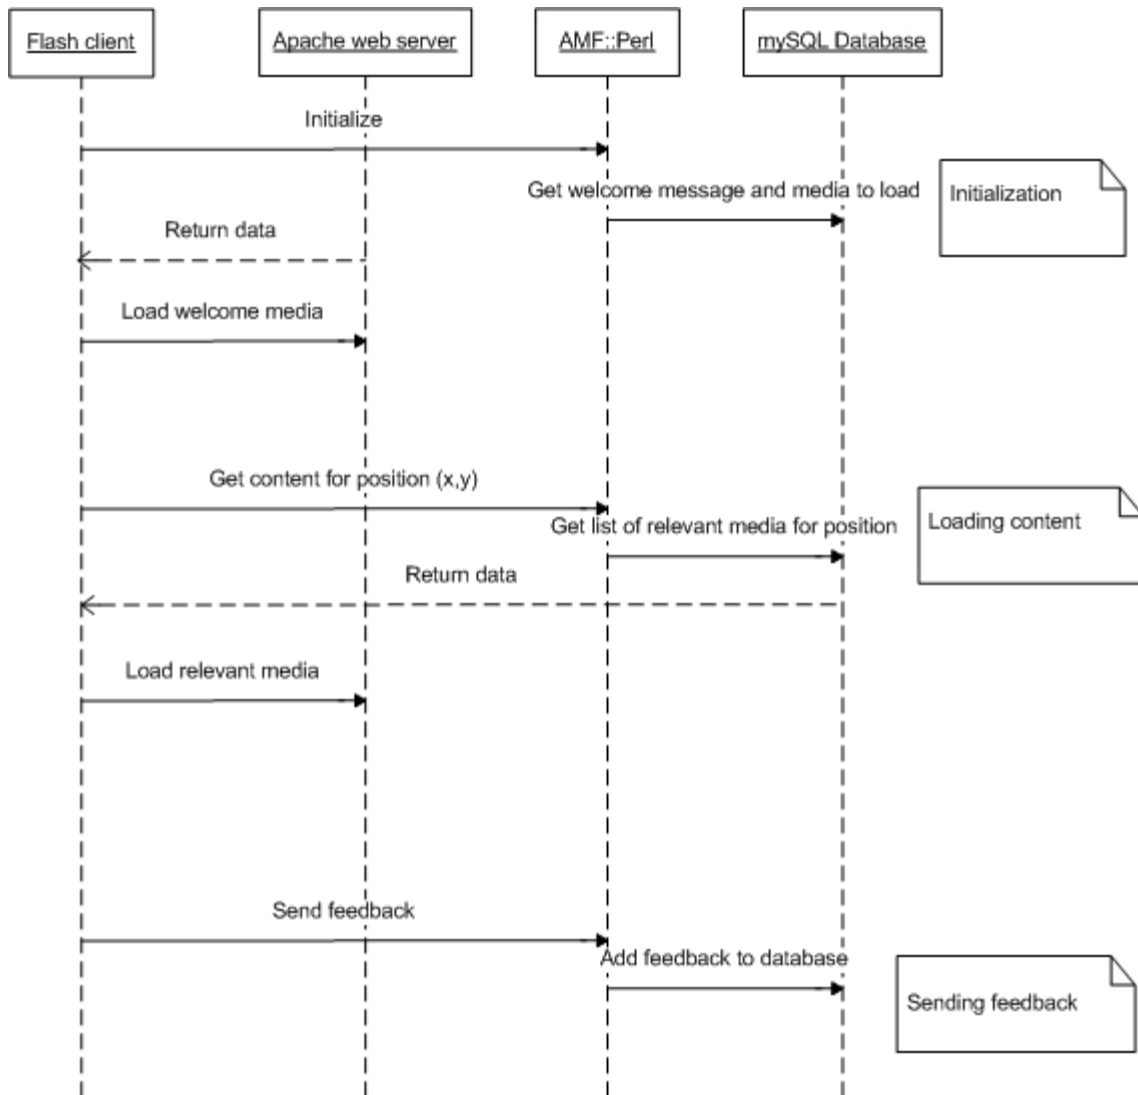 Flash client
Apache web server
AMF::Perl
mySQL Database
Initialize
Get welcome message and media to load
Initialization
Return data
Load welcome media
Get content for position (x,y)
Get list of relevant media for position
Loading content
Return data
Load relevant media
Send feedback
Add feedback to database
Sending feedback